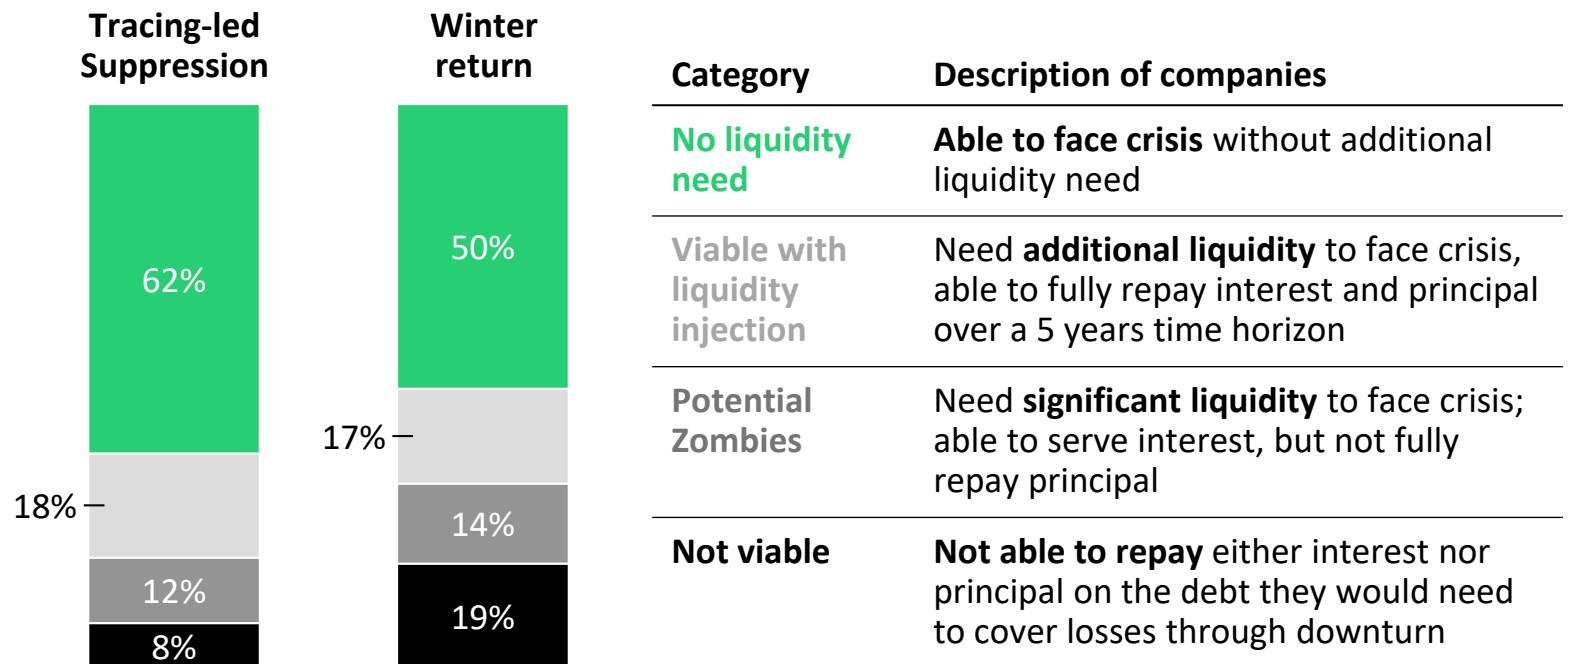 Tracing-led
Suppression
62%
18%
12%
8%
Winter
return
50%
17%
14%
19%
Category
Description of companies
No liquidity
need
Able to face crisis without additional
liquidity need
Viable with
liquidity
injection
Need additional liquidity to face crisis,
able to fully repay interest and principal
over a 5 years time horizon
Potential
Zombies
Need significant liquidity to face crisis;
able to serve interest, but not fully
repay principal
Not viable
Not able to repay either interest nor
principal on the debt they would need
to cover losses through downturn